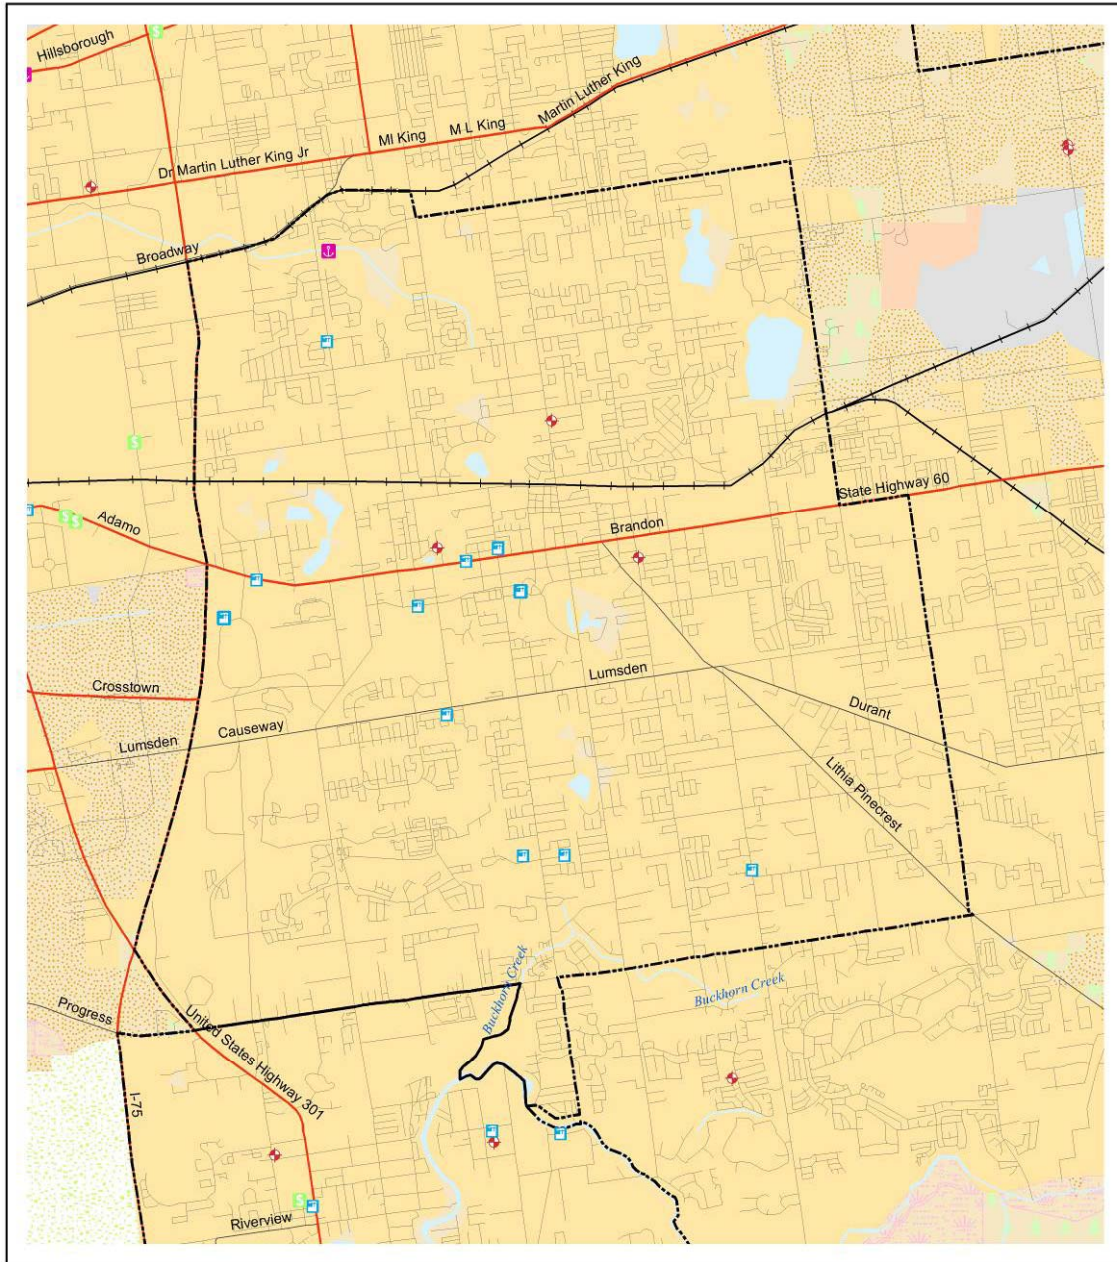 Hillsborough
Martin Luther King
M L King
Ml King
Dr Martin Luther King Jr
Broadway
State Highway 60
Brandon
Adamo
Lumsden
Crosstown
Durant
Causeway
Lumsden
Lithia Pinecrest
Buckhorn Creek
Buckhorn Creek
Progress
United States Highway 301
I-75
Riverview